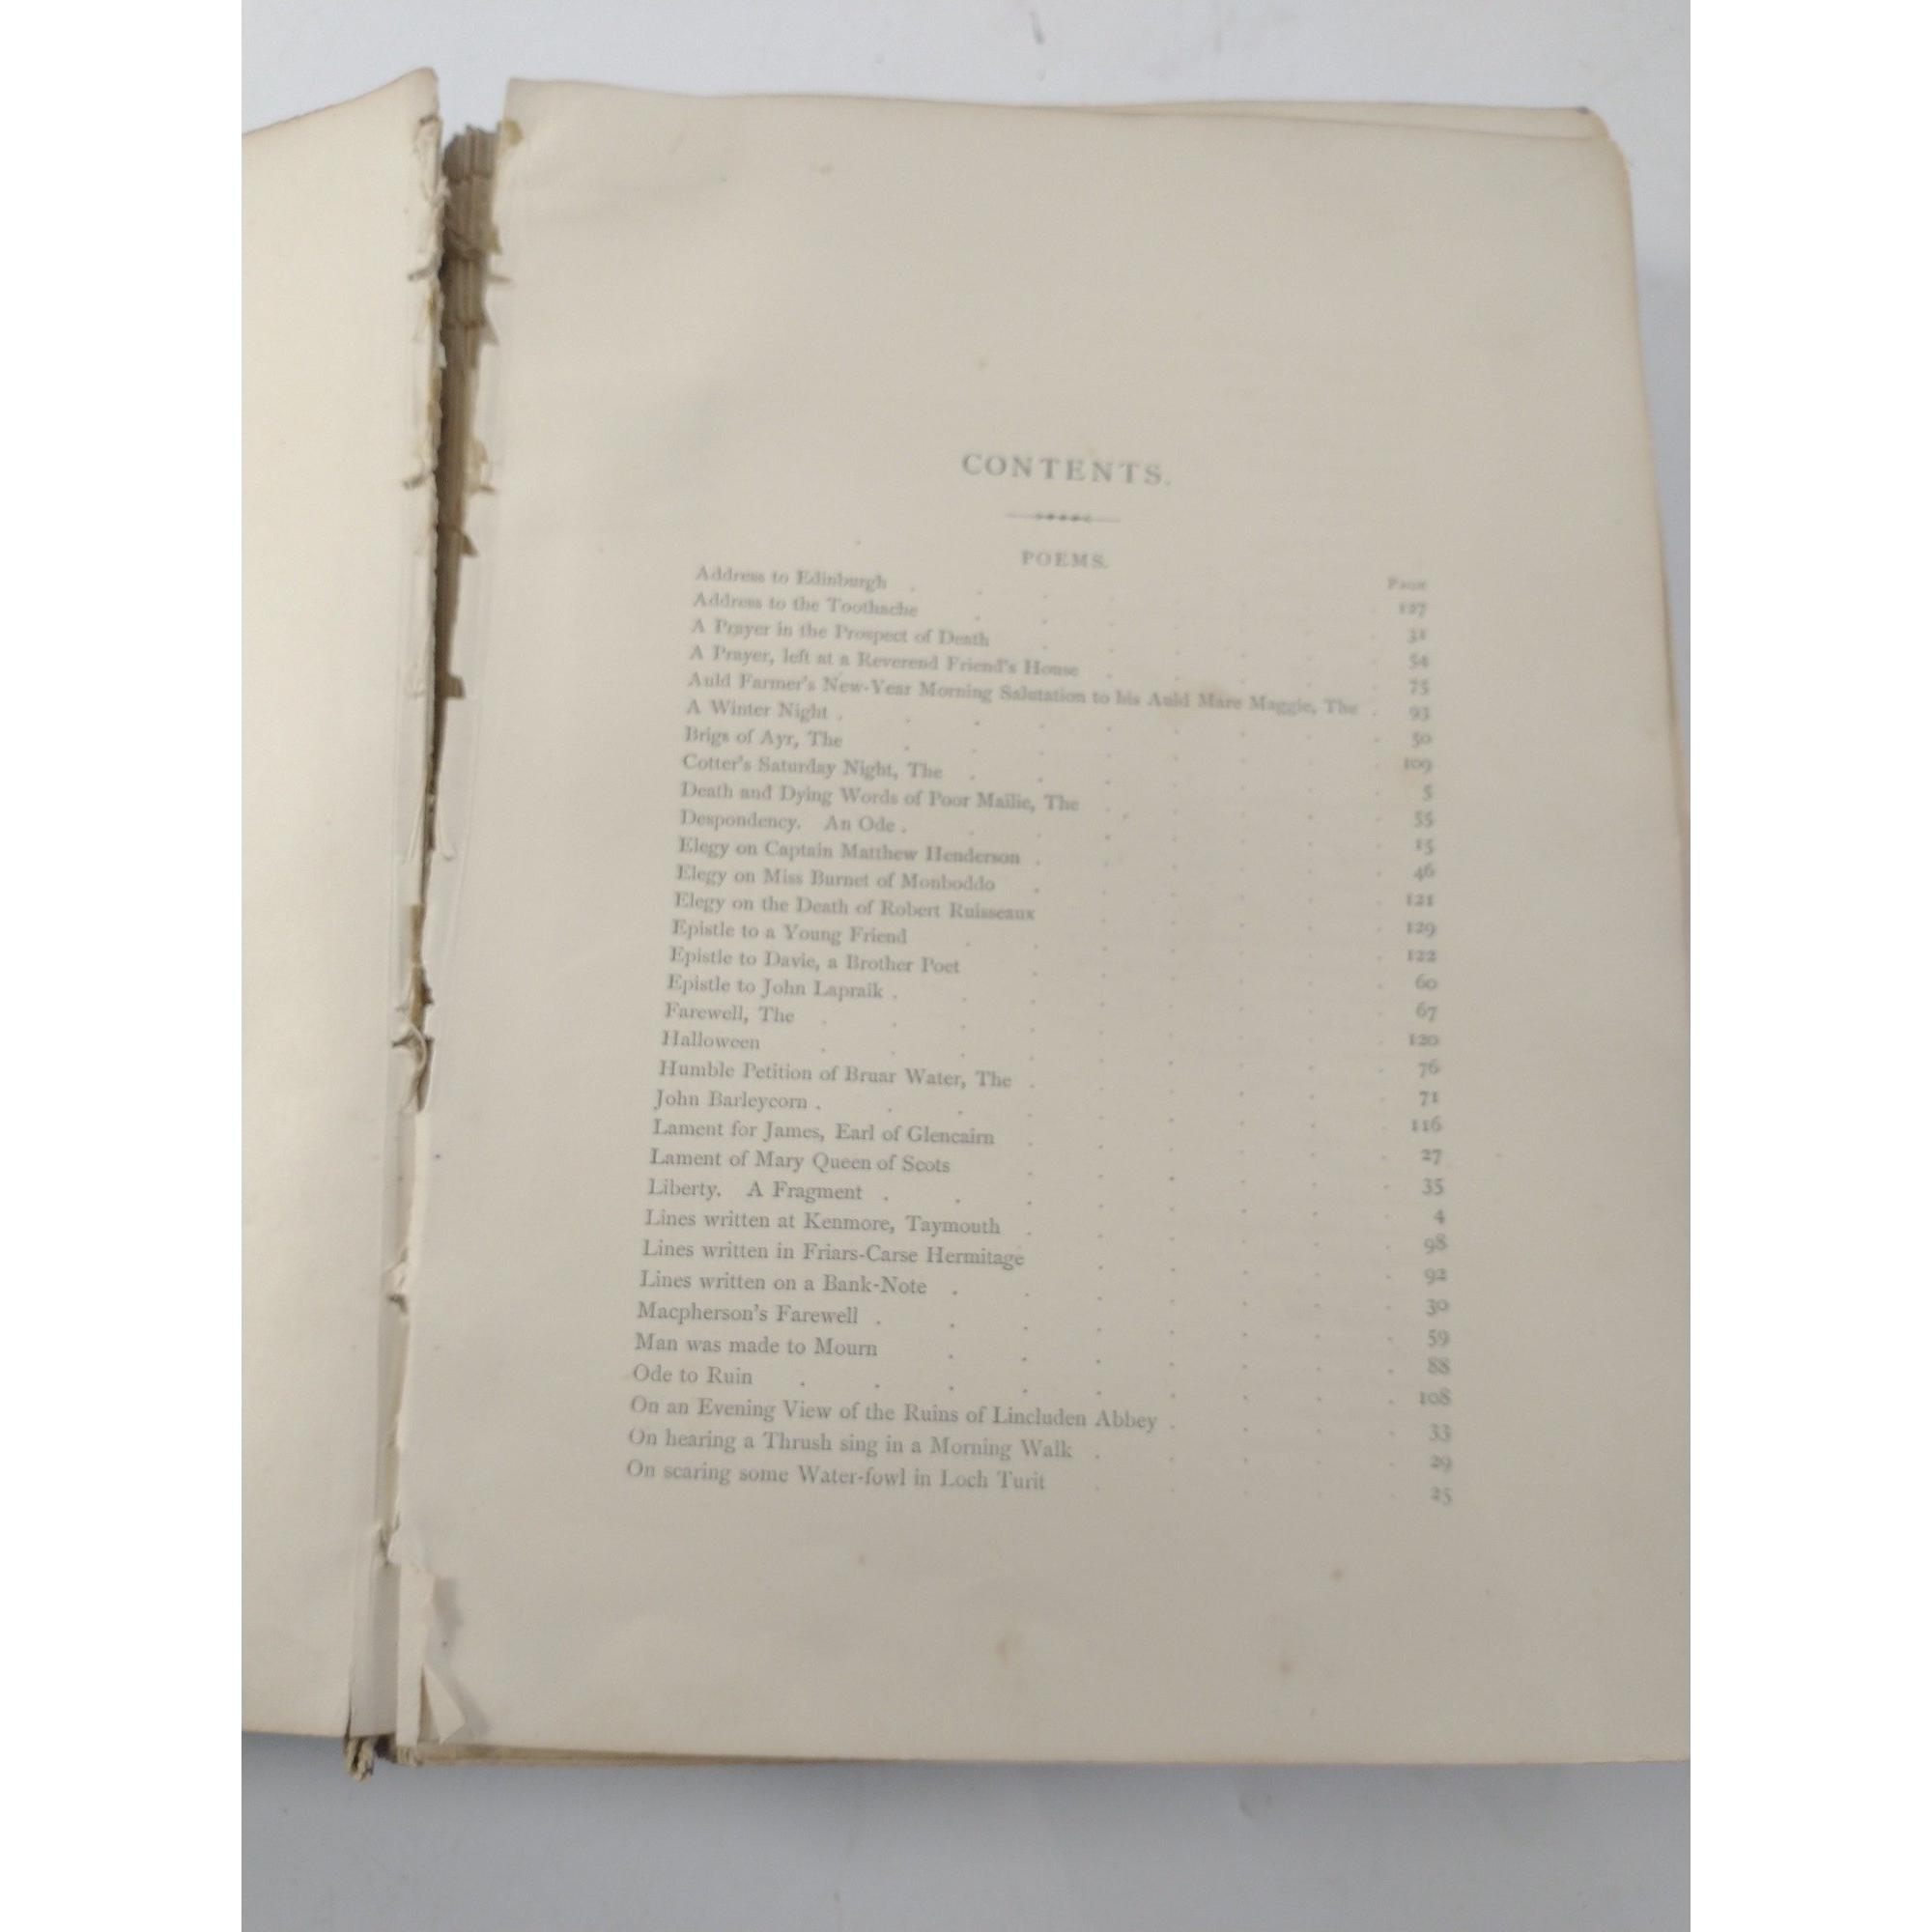 CONTENTS.
POEMS.
PAGE
Address to Edinburgh . . . . . . . . 127
Address to the Toothache . . . . . . . 31
A Prayer in the Prospect of Death . . . . . . 54
A Prayer, left at a Reverend Friend's House . . . . . 75
Auld Farmer's New-Year Morning Salutation to his Auld Mare Maggie, The . 93
A Winter Night . . . . . . . . . 50
Brigs of Ayr, The . . . . . . . . 109
Cotter's Saturday Night, The . . . . . . . 5
Death and Dying Words of Poor Mailie, The . . . . . 55
Despondency. An Ode . . . . . . . . 15
Elegy on Captain Matthew Henderson . . . . . . 46
Elegy on Miss Burnet of Monboddo . . . . . . 121
Elegy on the Death of Robert Ruisseaux . . . . . 129
Epistle to a Young Friend . . . . . . . 122
Epistle to Davie, a Brother Poet . . . . . . 60
Epistle to John Lapraik . . . . . . . . 67
Farewell, The . . . . . . . . . 120
Halloween . . . . . . . . . 76
Humble Petition of Bruar Water, The . . . . . . 71
John Barleycorn . . . . . . . . . 116
Lament for James, Earl of Glencairn . . . . . . 27
Lament of Mary Queen of Scots . . . . . . 35
Liberty. A Fragment . . . . . . . . 4
Lines written at Kenmore, Taymouth . . . . . . 98
Lines written in Friars-Carse Hermitage . . . . . 92
Lines written on a Bank-Note . . . . . . . 30
Macpherson's Farewell . . . . . . . . 59
Man was made to Mourn . . . . . . . 88
Ode to Ruin . . . . . . . . . 108
On an Evening View of the Ruins of Lincluden Abbey . . . . 33
On hearing a Thrush sing in a Morning Walk . . . . . 29
On scaring some Water-fowl in Loch Turit . . . . . 25